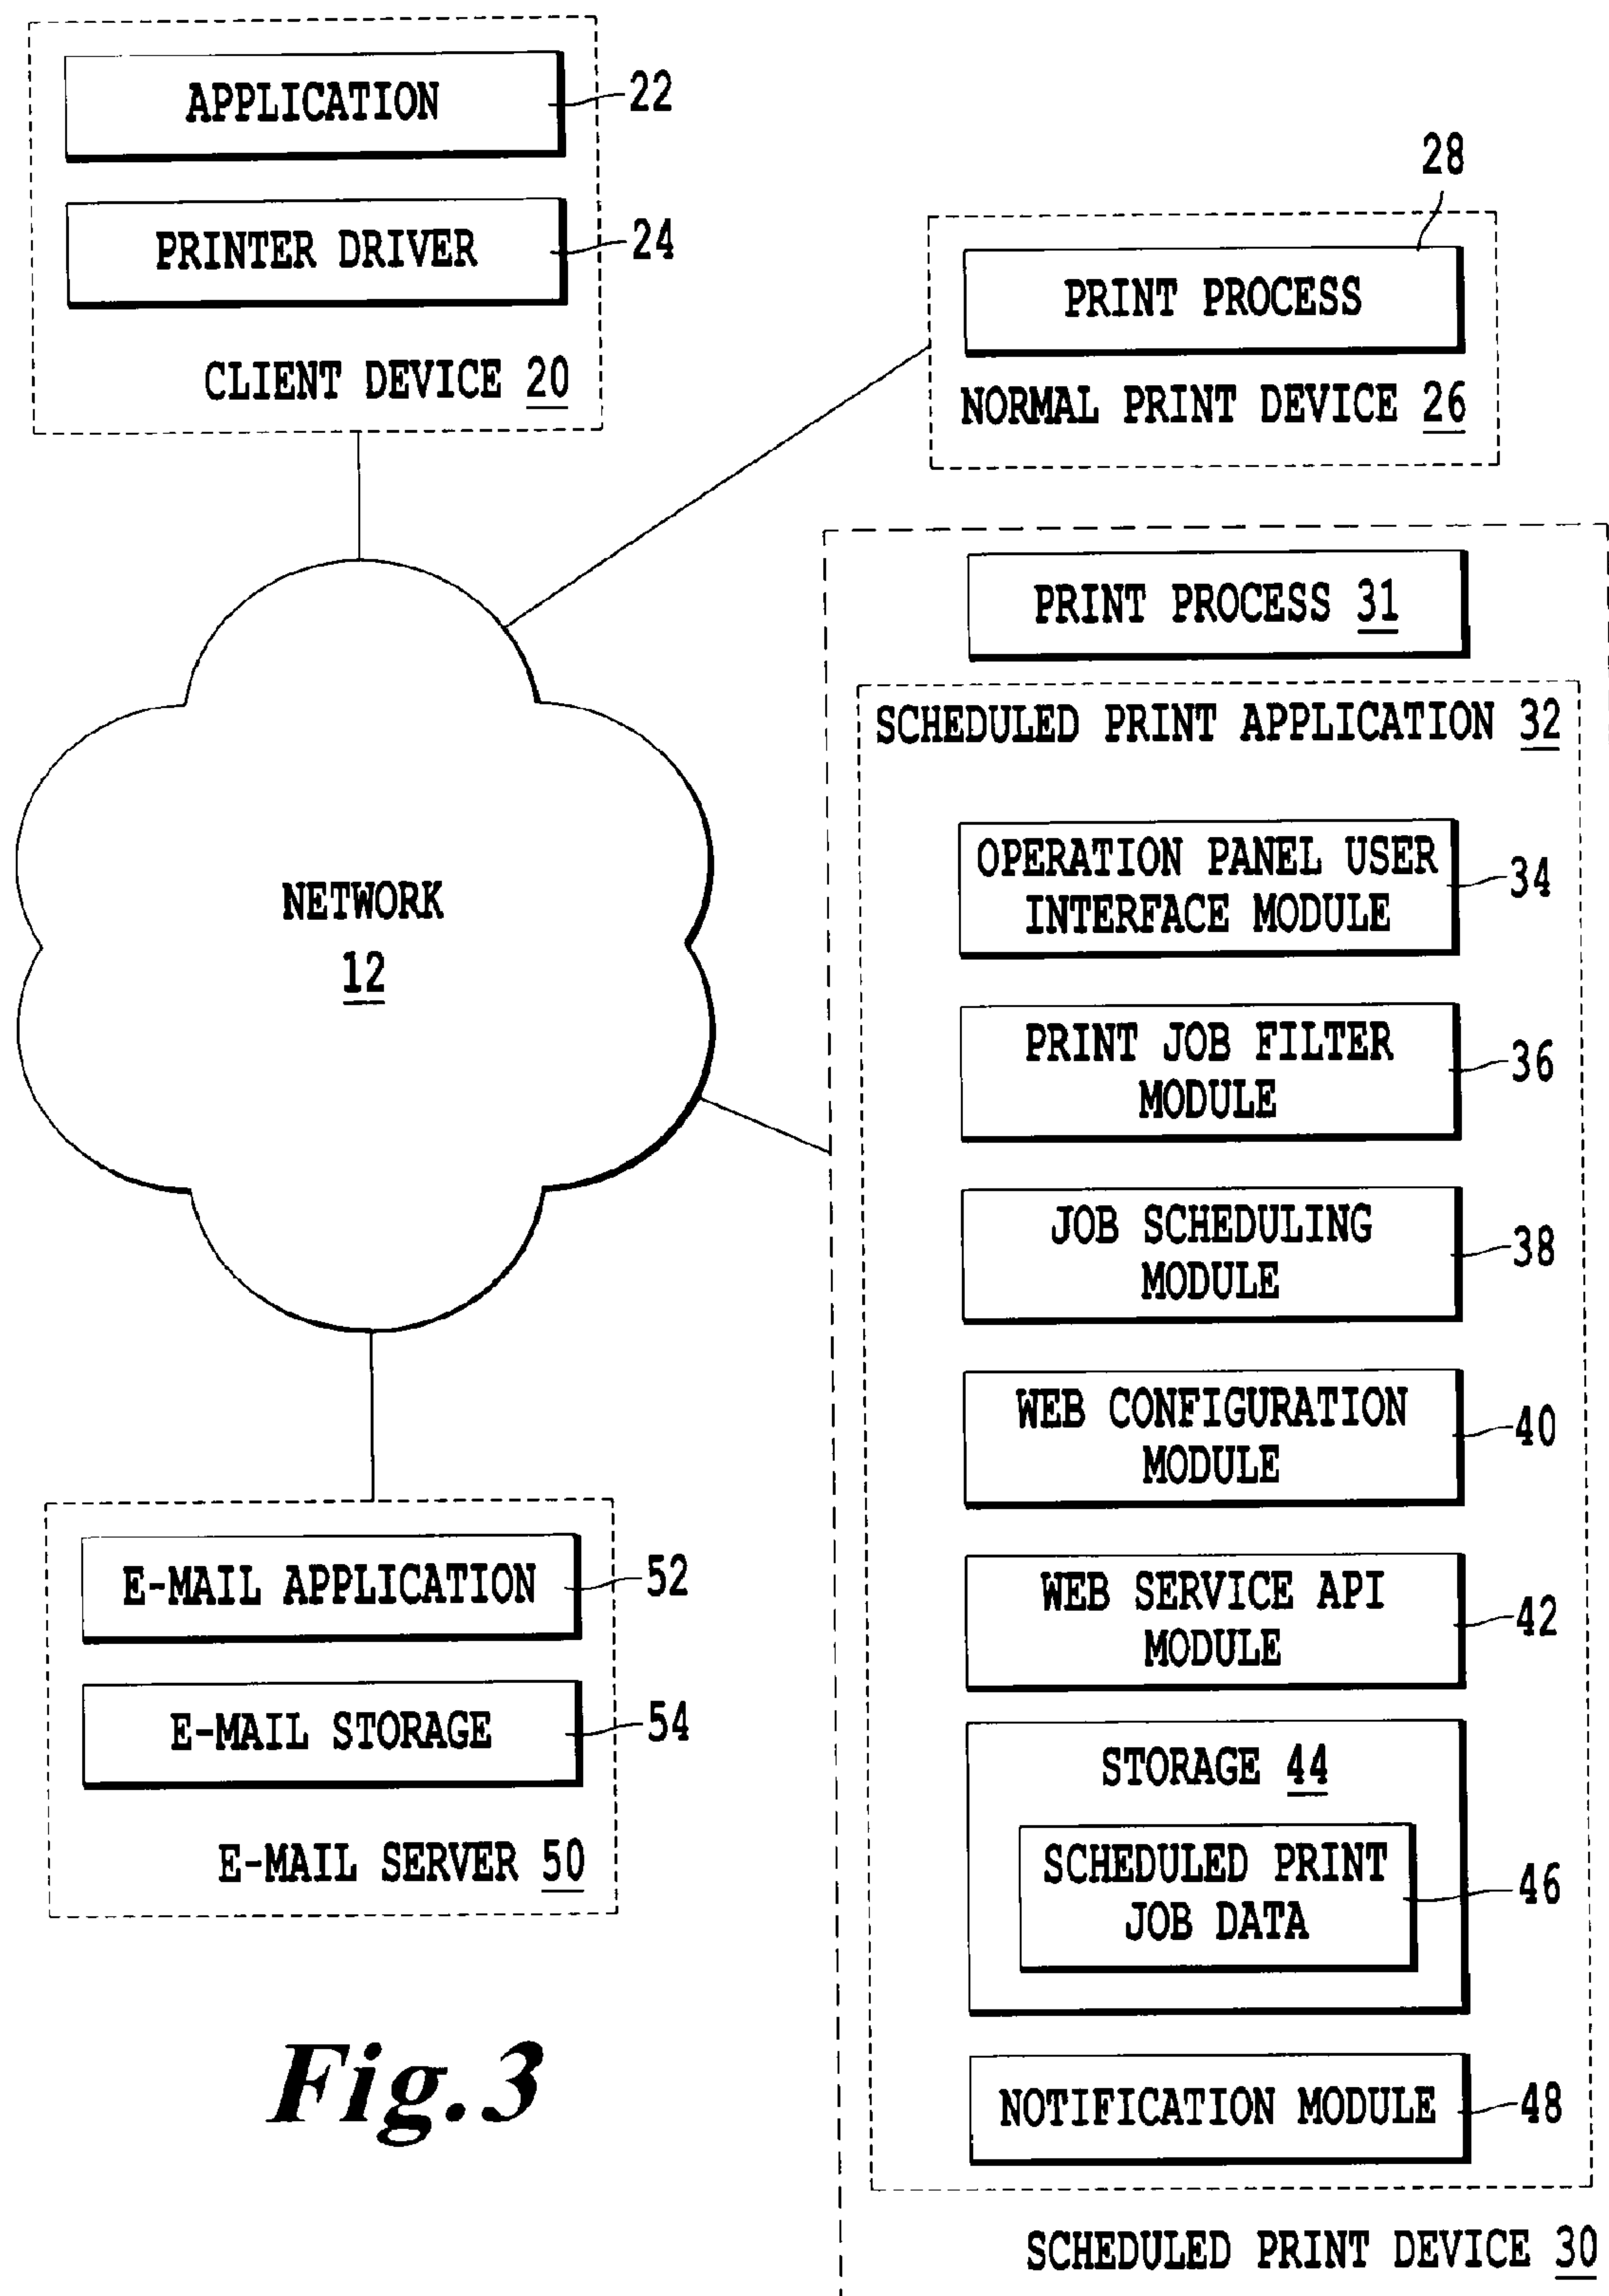 APPLICATION
22
PRINTER DRIVER
24
CLIENT DEVICE 20
28
PRINT PROCESS
NORMAL PRINT DEVICE 26
NETWORK
12
PRINT PROCESS 31
SCHEDULED PRINT APPLICATION 32
OPERATION PANEL USER
INTERFACE MODULE
34
PRINT JOB FILTER
MODULE
36
JOB SCHEDULING
MODULE
38
WEB CONFIGURATION
MODULE
40
WEB SERVICE API
MODULE
42
STORAGE 44
SCHEDULED PRINT
JOB DATA
46
NOTIFICATION MODULE
48
SCHEDULED PRINT DEVICE 30
E-MAIL APPLICATION
52
E-MAIL STORAGE
54
E-MAIL SERVER 50
Fig.3